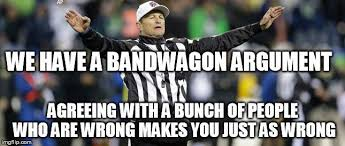 WE HAVE A BANDWAGON ARGUMENT
AGREEING WITH A BUNCH OF PEOPLE
WHO ARE WRONG MAKES YOU JUST AS WRONG
imgflip.com